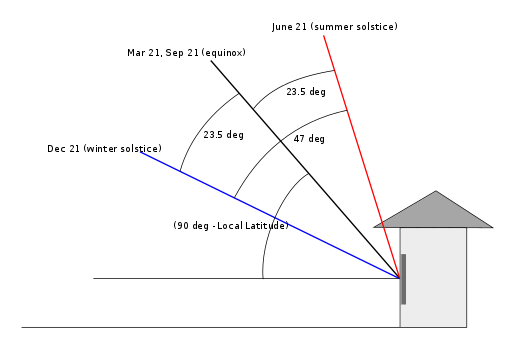 June 21 (summer solstice)
Mar 21, Sep 21 (equinox)
23.5 deg
23.5 deg
47 deg
Dec 21 (winter solstice)
(90 deg -Local Latitude)